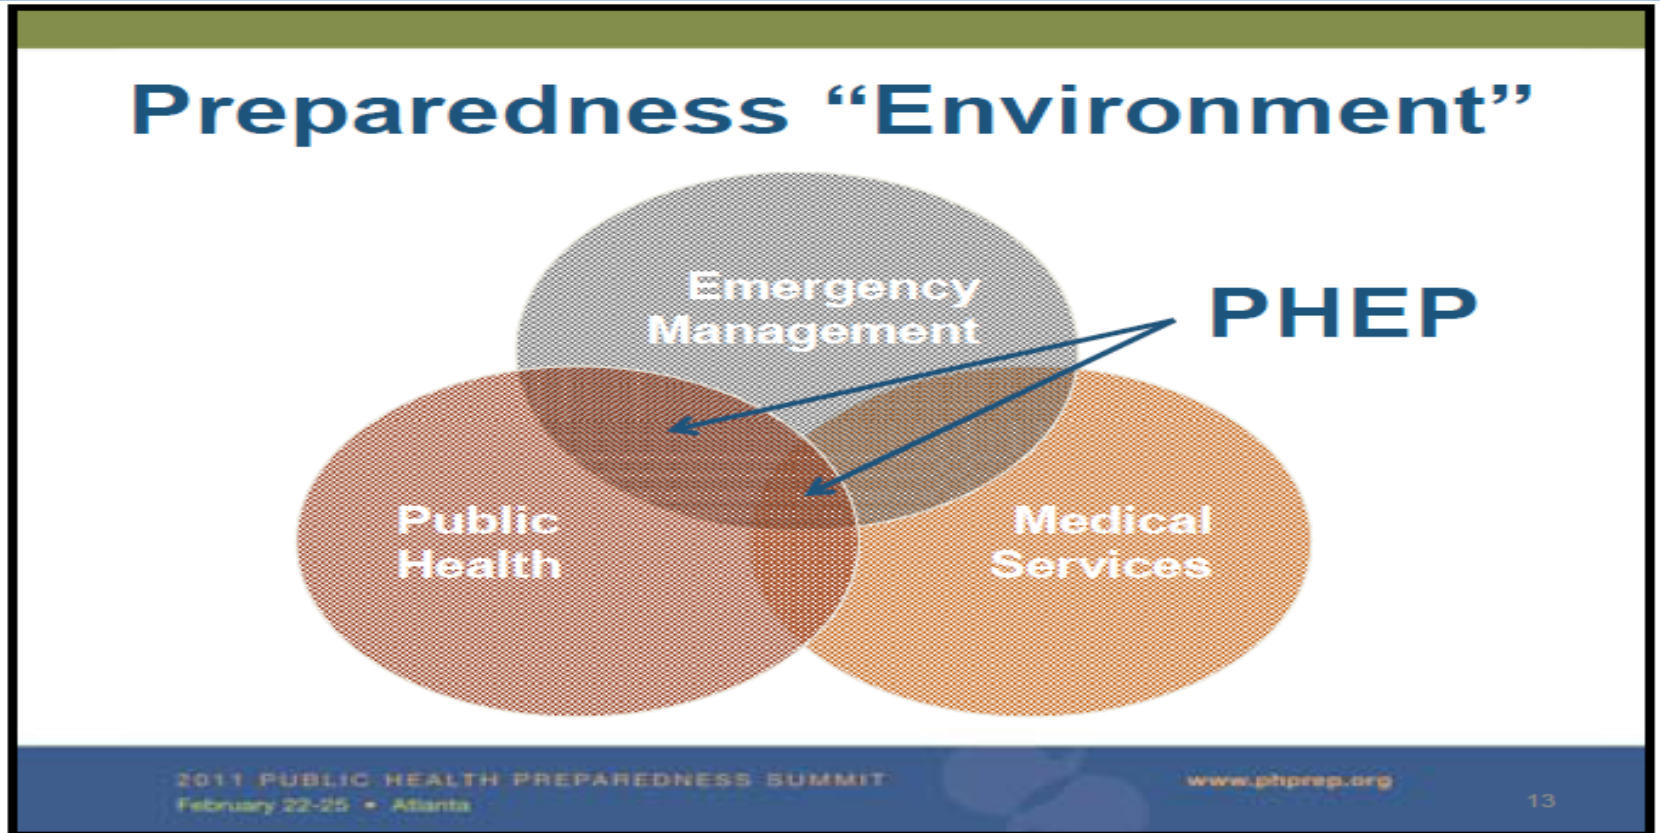 Preparedness “Environment”
Emergency
Management
PHEP
Public
Health
Medical
Services
2011 PUBLIC HEALTH PREPAREDNESS SUMMIT
February 22-25 • Atlanta
www.phprep.org
13